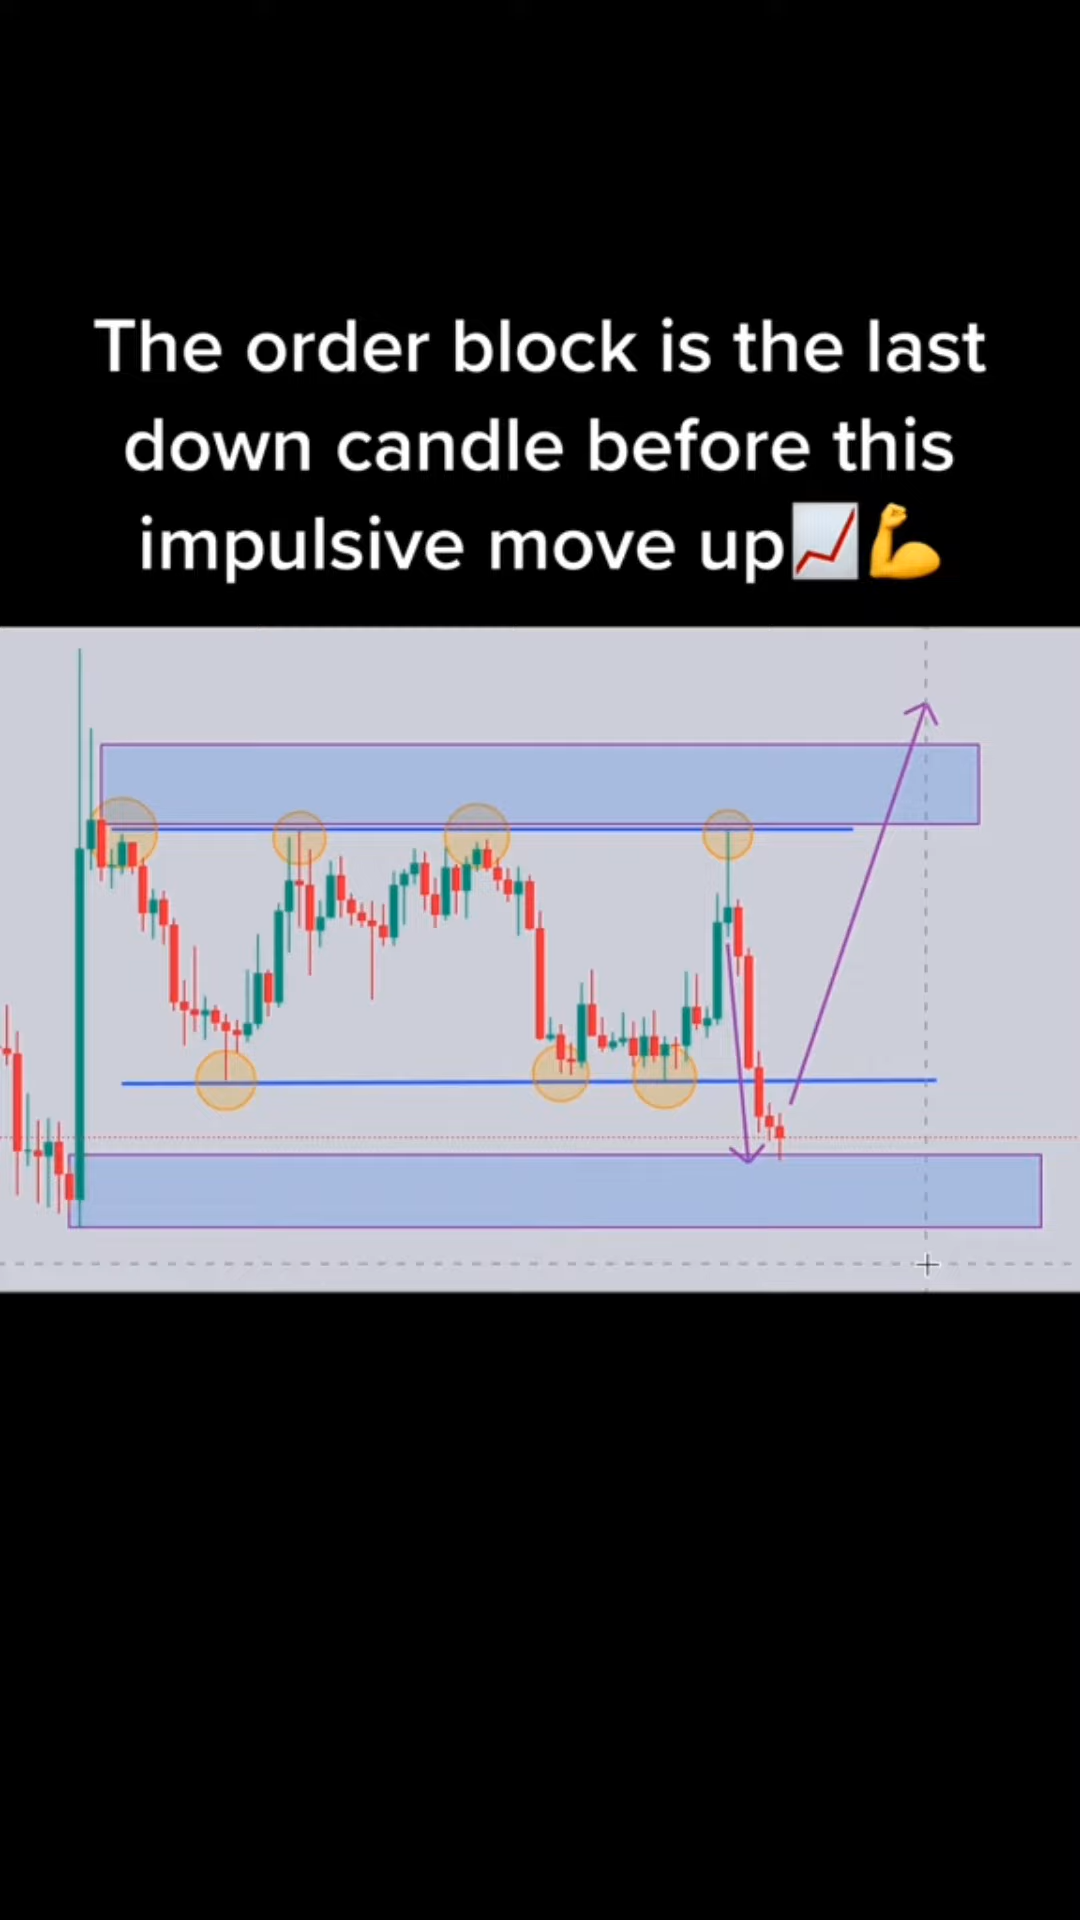 The order block is the last
down candle before this
impulsive move up📈💪